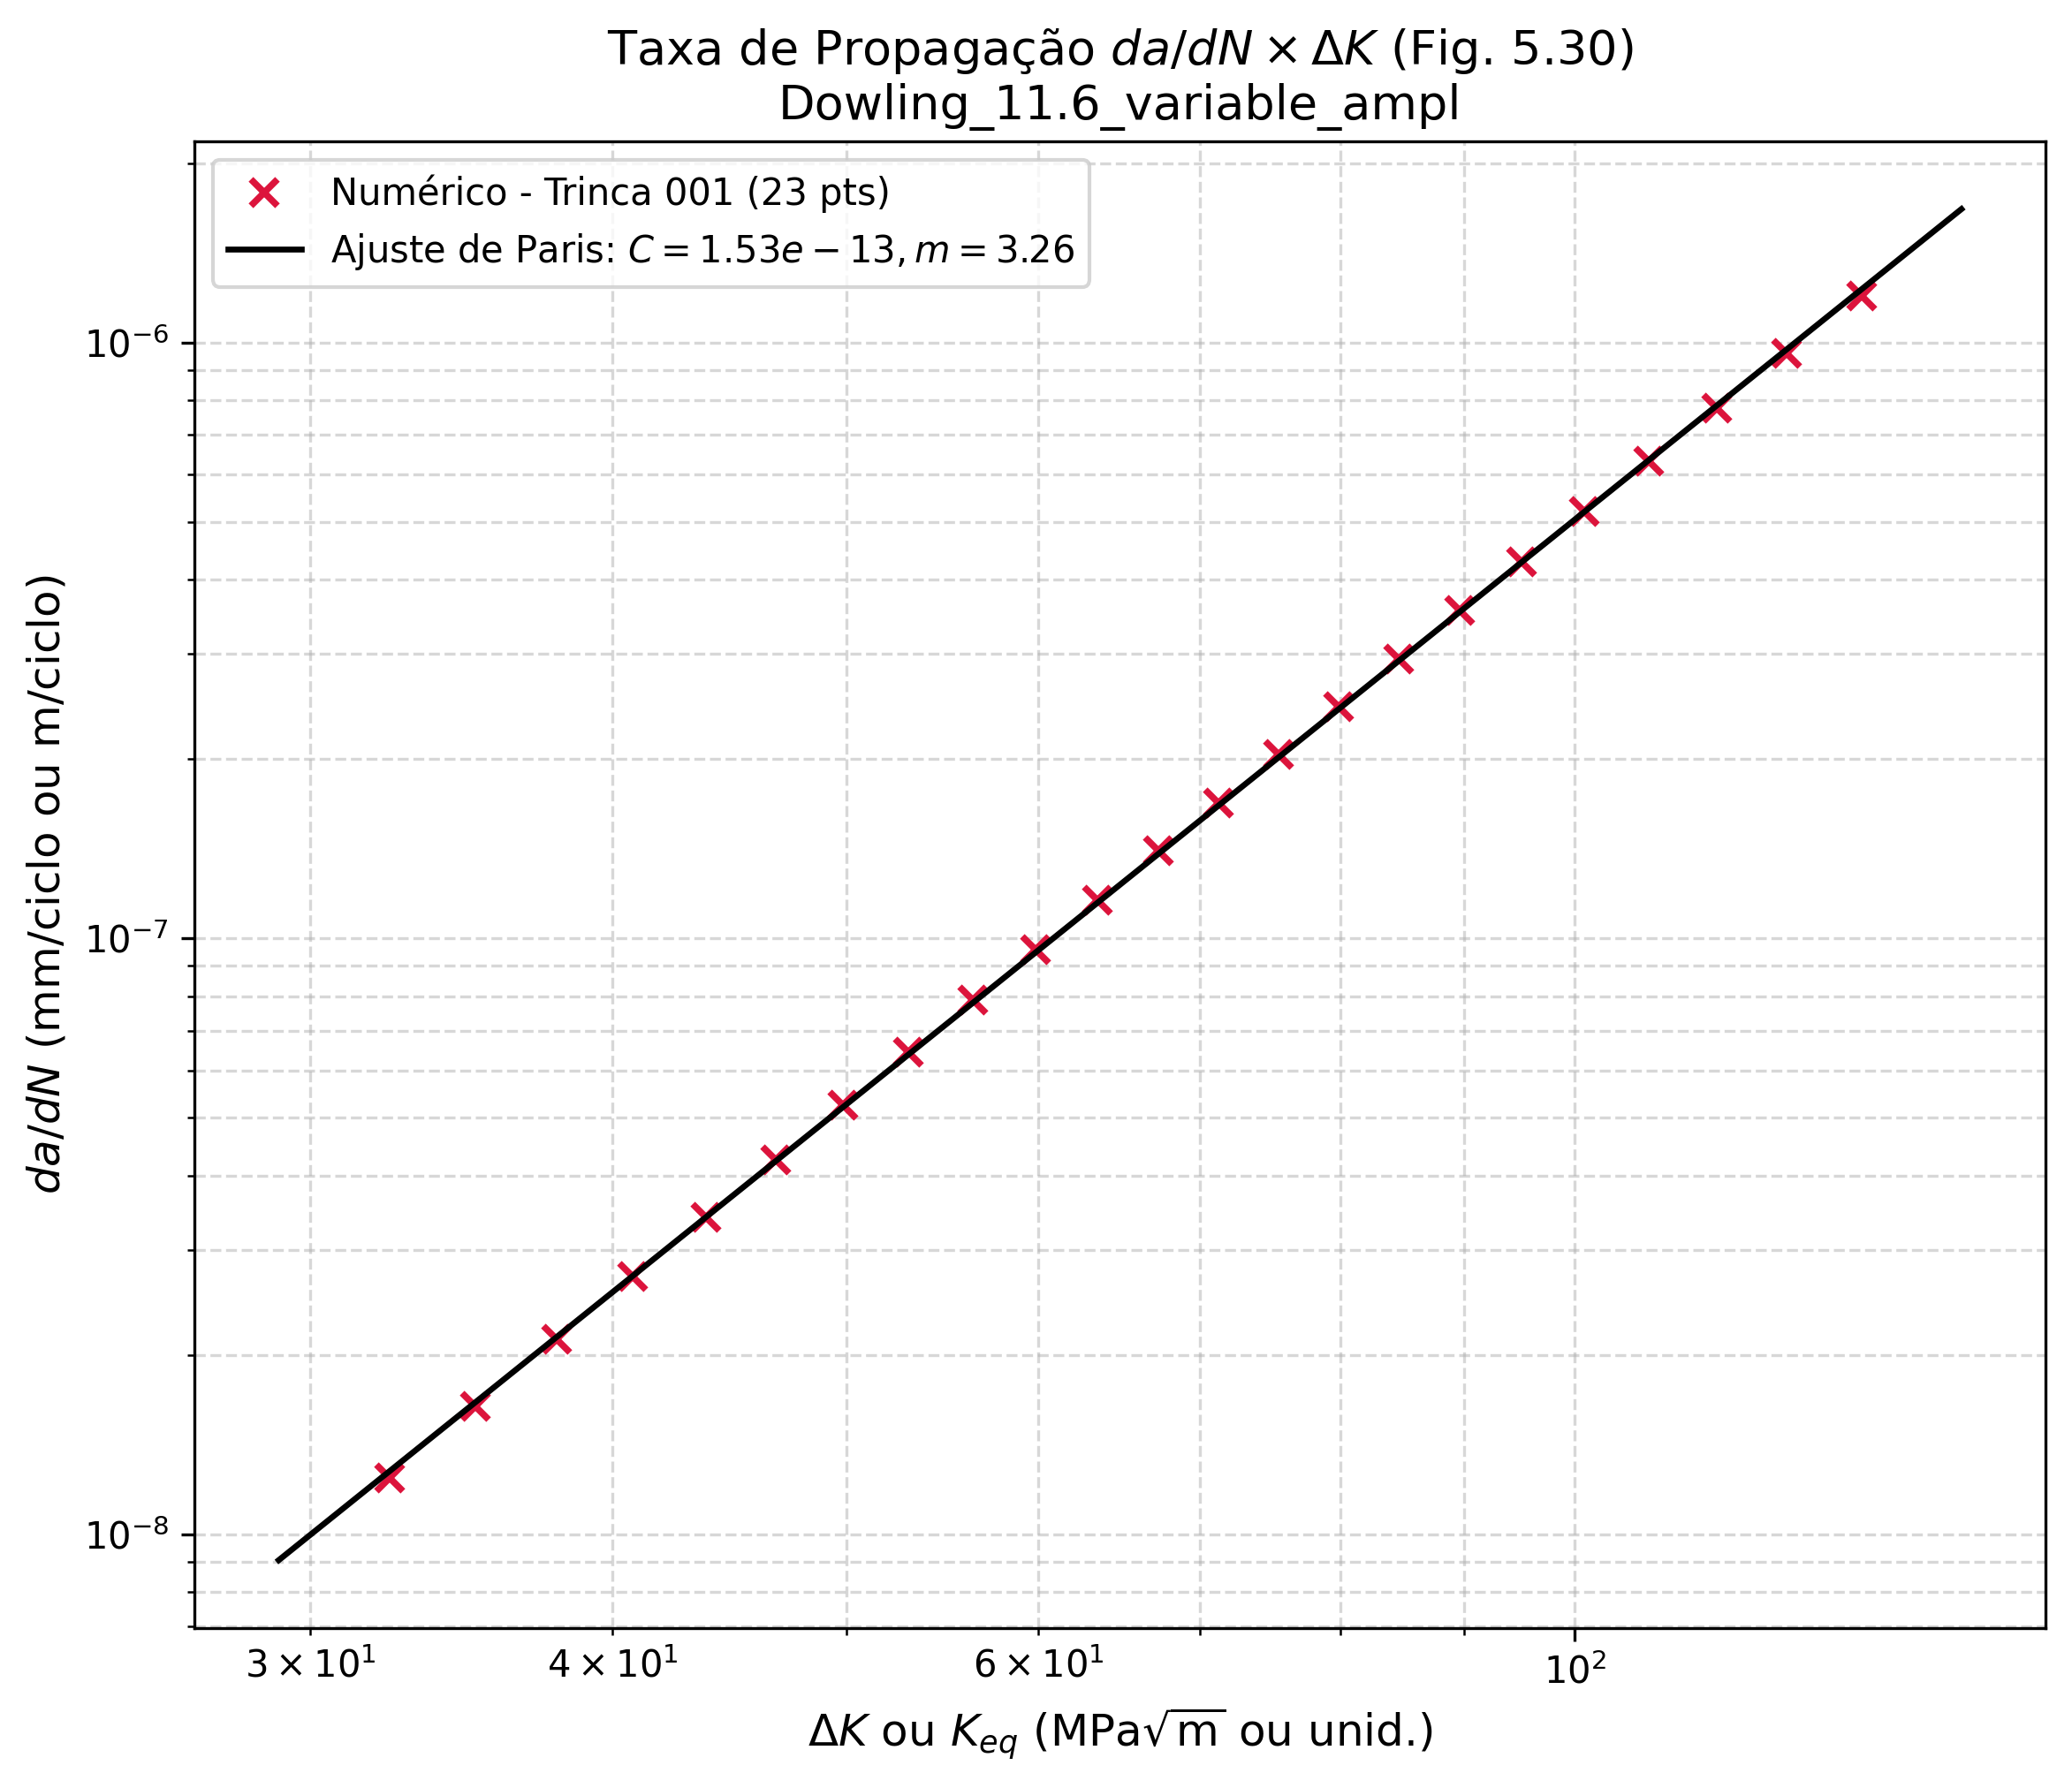 Taxa de Propagação da/dN × ΔK (Fig. 5.30)
Dowling_11.6_variable_ampl
Numérico - Trinca 001 (23 pts)
Ajuste de Paris: C = 1.53e − 13, m = 3.26
da/dN (mm/ciclo ou m/ciclo)
10⁻⁶
10⁻⁷
10⁻⁸
3 × 10¹
4 × 10¹
6 × 10¹
10²
ΔK ou K_eq (MPa√m ou unid.)